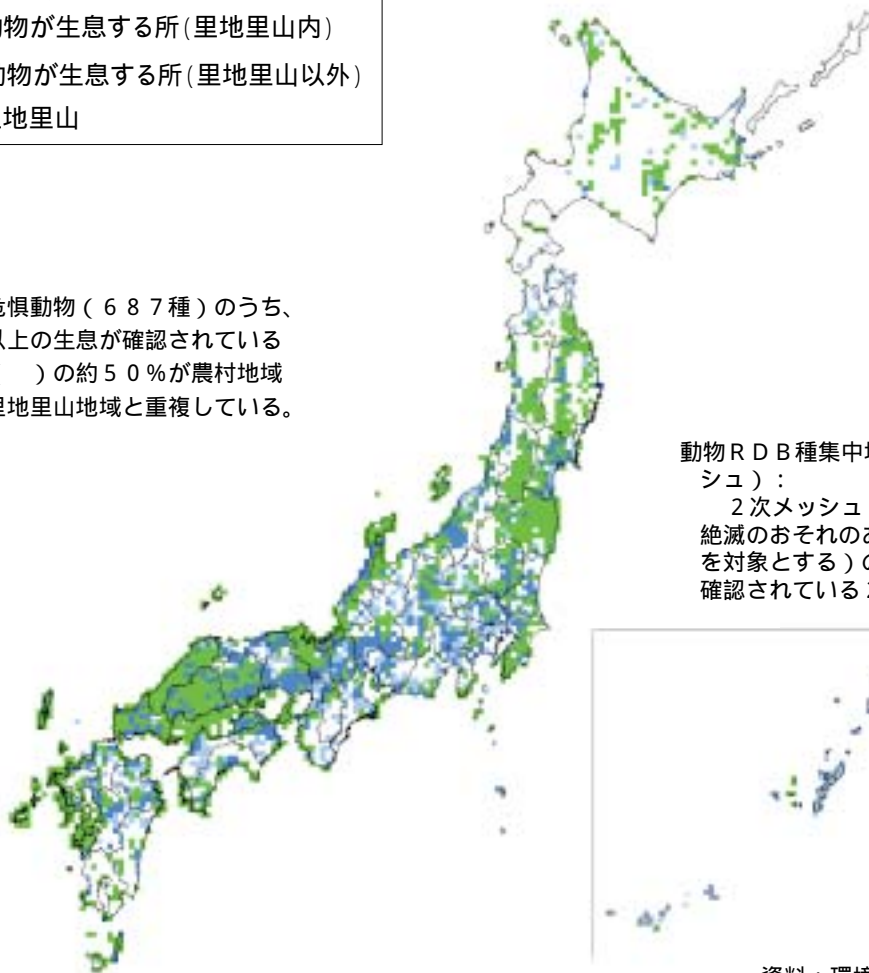 物が生息する所(里地里山内)
物が生息する所(里地里山以外)
地里山
惧動物(687種)のうち、
上の生息が確認されている
)の約50%が農村地域
里地里山地域と重複している。
動物RDB種集中地
シュ):
2次メッシュ
絶滅のおそれのあ
を対象とする)の
確認されている
資料:環境